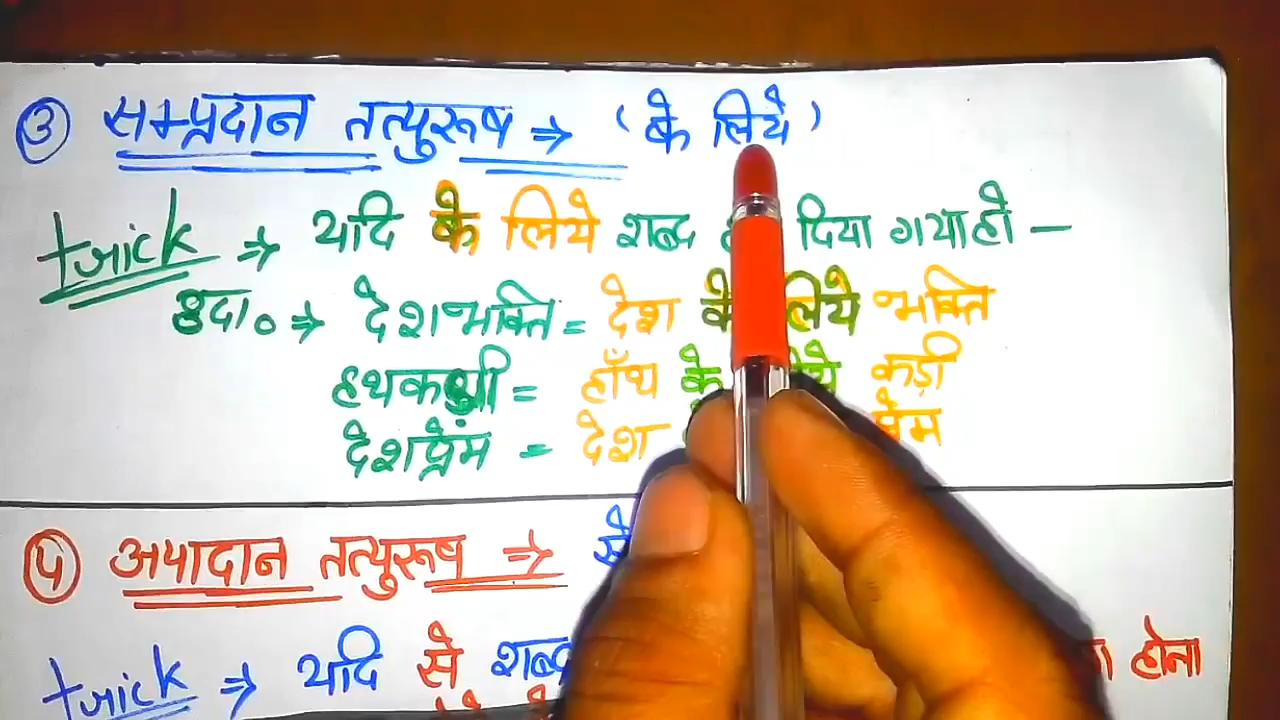 ③ सम्प्रदान तत्पुरूष ⇒ (के लिये)
trick ⇒ यदि के लिये शब्द दिया गया हो —
उदा० ⇒ देशभक्ति = देश के लिये भक्ति
हथकड़ी = हाँथ के लिये कड़ी
देशप्रेम = देश प्रेम
④ अपादान तत्पुरूष ⇒ से
trick ⇒ यदि से शब्द होना